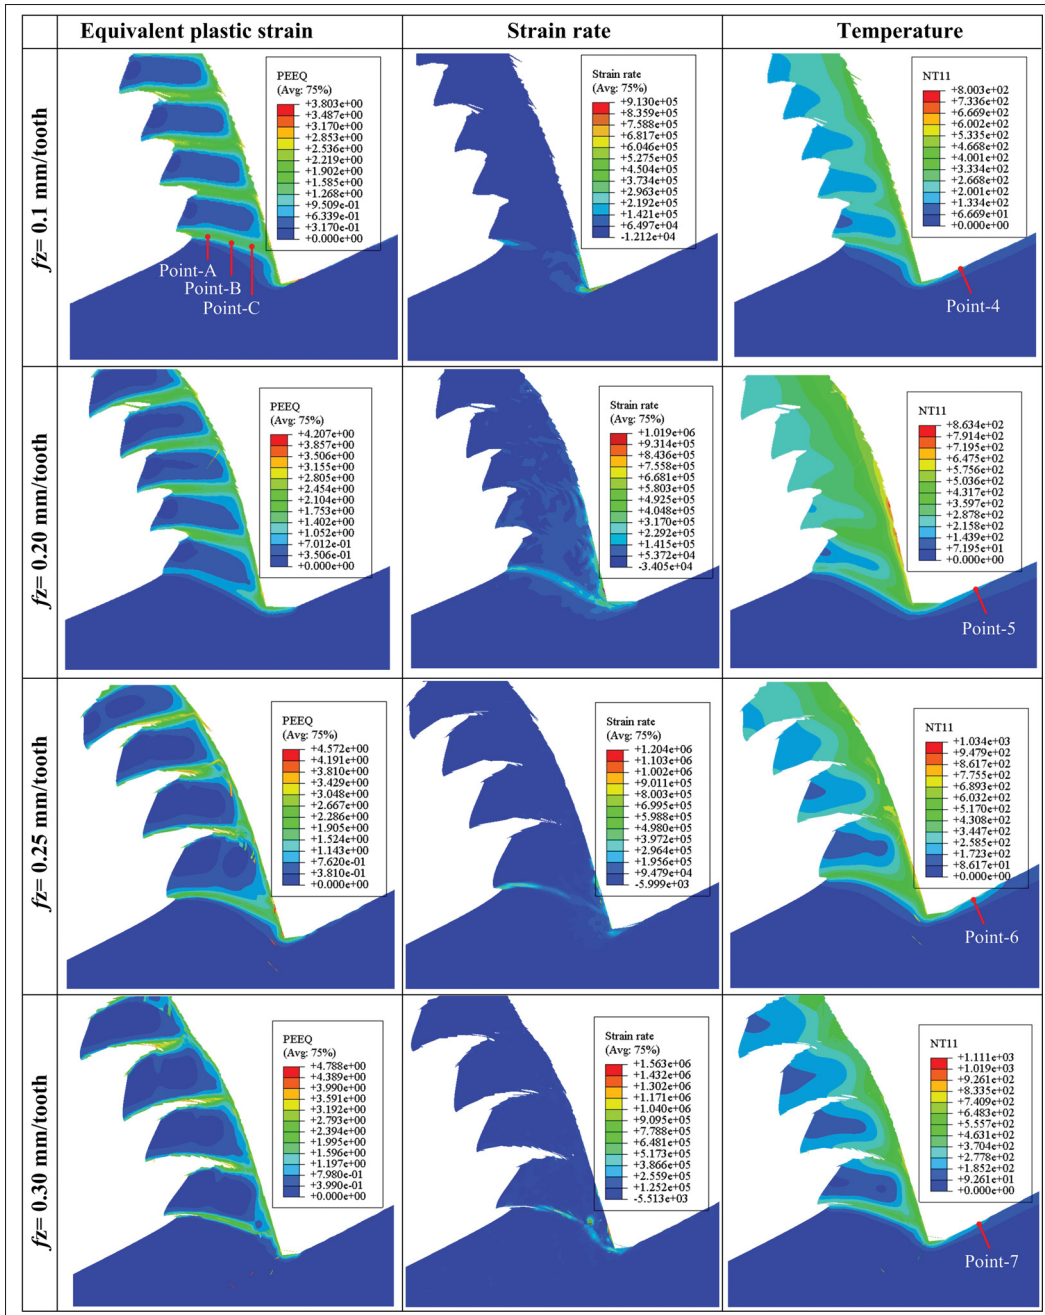 Equivalent plastic strain
Strain rate
Temperature
fz= 0.1 mm/tooth
PEEQ
(Avg: 75%)
+3.803e+00
+3.487e+00
+3.170e+00
+2.853e+00
+2.536e+00
+2.219e+00
+1.902e+00
+1.585e+00
+1.268e+00
+9.509e-01
+6.339e-01
+3.170e-01
+0.000e+00
Point-A
Point-B
Point-C
Strain rate
(Avg: 75%)
+9.130e+05
+8.359e+05
+7.588e+05
+6.817e+05
+6.046e+05
+5.275e+05
+4.504e+05
+3.734e+05
+2.963e+05
+2.192e+05
+1.421e+05
+6.497e+04
-1.212e+04
NT11
+8.003e+02
+7.336e+02
+6.669e+02
+6.002e+02
+5.335e+02
+4.668e+02
+4.001e+02
+3.334e+02
+2.668e+02
+2.001e+02
+1.334e+02
+6.669e+01
+0.000e+00
Point-4
fz= 0.20 mm/tooth
PEEQ
(Avg: 75%)
+4.207e+00
+3.857e+00
+3.506e+00
+3.155e+00
+2.805e+00
+2.454e+00
+2.104e+00
+1.753e+00
+1.402e+00
+1.052e+00
+7.012e-01
+3.506e-01
+0.000e+00
Strain rate
(Avg: 75%)
+1.019e+06
+9.314e+05
+8.436e+05
+7.558e+05
+6.681e+05
+5.803e+05
+4.925e+05
+4.048e+05
+3.170e+05
+2.292e+05
+1.415e+05
+5.372e+04
-3.405e+04
NT11
+8.634e+02
+7.914e+02
+7.195e+02
+6.475e+02
+5.756e+02
+5.036e+02
+4.317e+02
+3.597e+02
+2.878e+02
+2.158e+02
+1.439e+02
+7.195e+01
+0.000e+00
Point-5
fz= 0.25 mm/tooth
PEEQ
(Avg: 75%)
+4.572e+00
+4.191e+00
+3.810e+00
+3.429e+00
+3.048e+00
+2.667e+00
+2.286e+00
+1.905e+00
+1.524e+00
+1.143e+00
+7.620e-01
+3.810e-01
+0.000e+00
Strain rate
(Avg: 75%)
+1.204e+06
+1.103e+06
+1.002e+06
+9.011e+05
+8.003e+05
+6.995e+05
+5.988e+05
+4.980e+05
+3.972e+05
+2.964e+05
+1.956e+05
+9.479e+04
-5.999e+03
NT11
+1.034e+03
+9.479e+02
+8.617e+02
+7.755e+02
+6.893e+02
+6.032e+02
+5.170e+02
+4.308e+02
+3.447e+02
+2.585e+02
+1.723e+02
+8.617e+01
+0.000e+00
Point-6
fz= 0.30 mm/tooth
PEEQ
(Avg: 75%)
+4.788e+00
+4.389e+00
+3.990e+00
+3.591e+00
+3.192e+00
+2.793e+00
+2.394e+00
+1.995e+00
+1.596e+00
+1.197e+00
+7.980e-01
+3.990e-01
+0.000e+00
Strain rate
(Avg: 75%)
+1.563e+06
+1.432e+06
+1.302e+06
+1.171e+06
+1.040e+06
+9.095e+05
+7.788e+05
+6.481e+05
+5.173e+05
+3.866e+05
+2.559e+05
+1.252e+05
-5.513e+03
NT11
+1.111e+03
+1.019e+03
+9.261e+02
+8.335e+02
+7.409e+02
+6.483e+02
+5.557e+02
+4.631e+02
+3.704e+02
+2.778e+02
+1.852e+02
+9.261e+01
+0.000e+00
Point-7